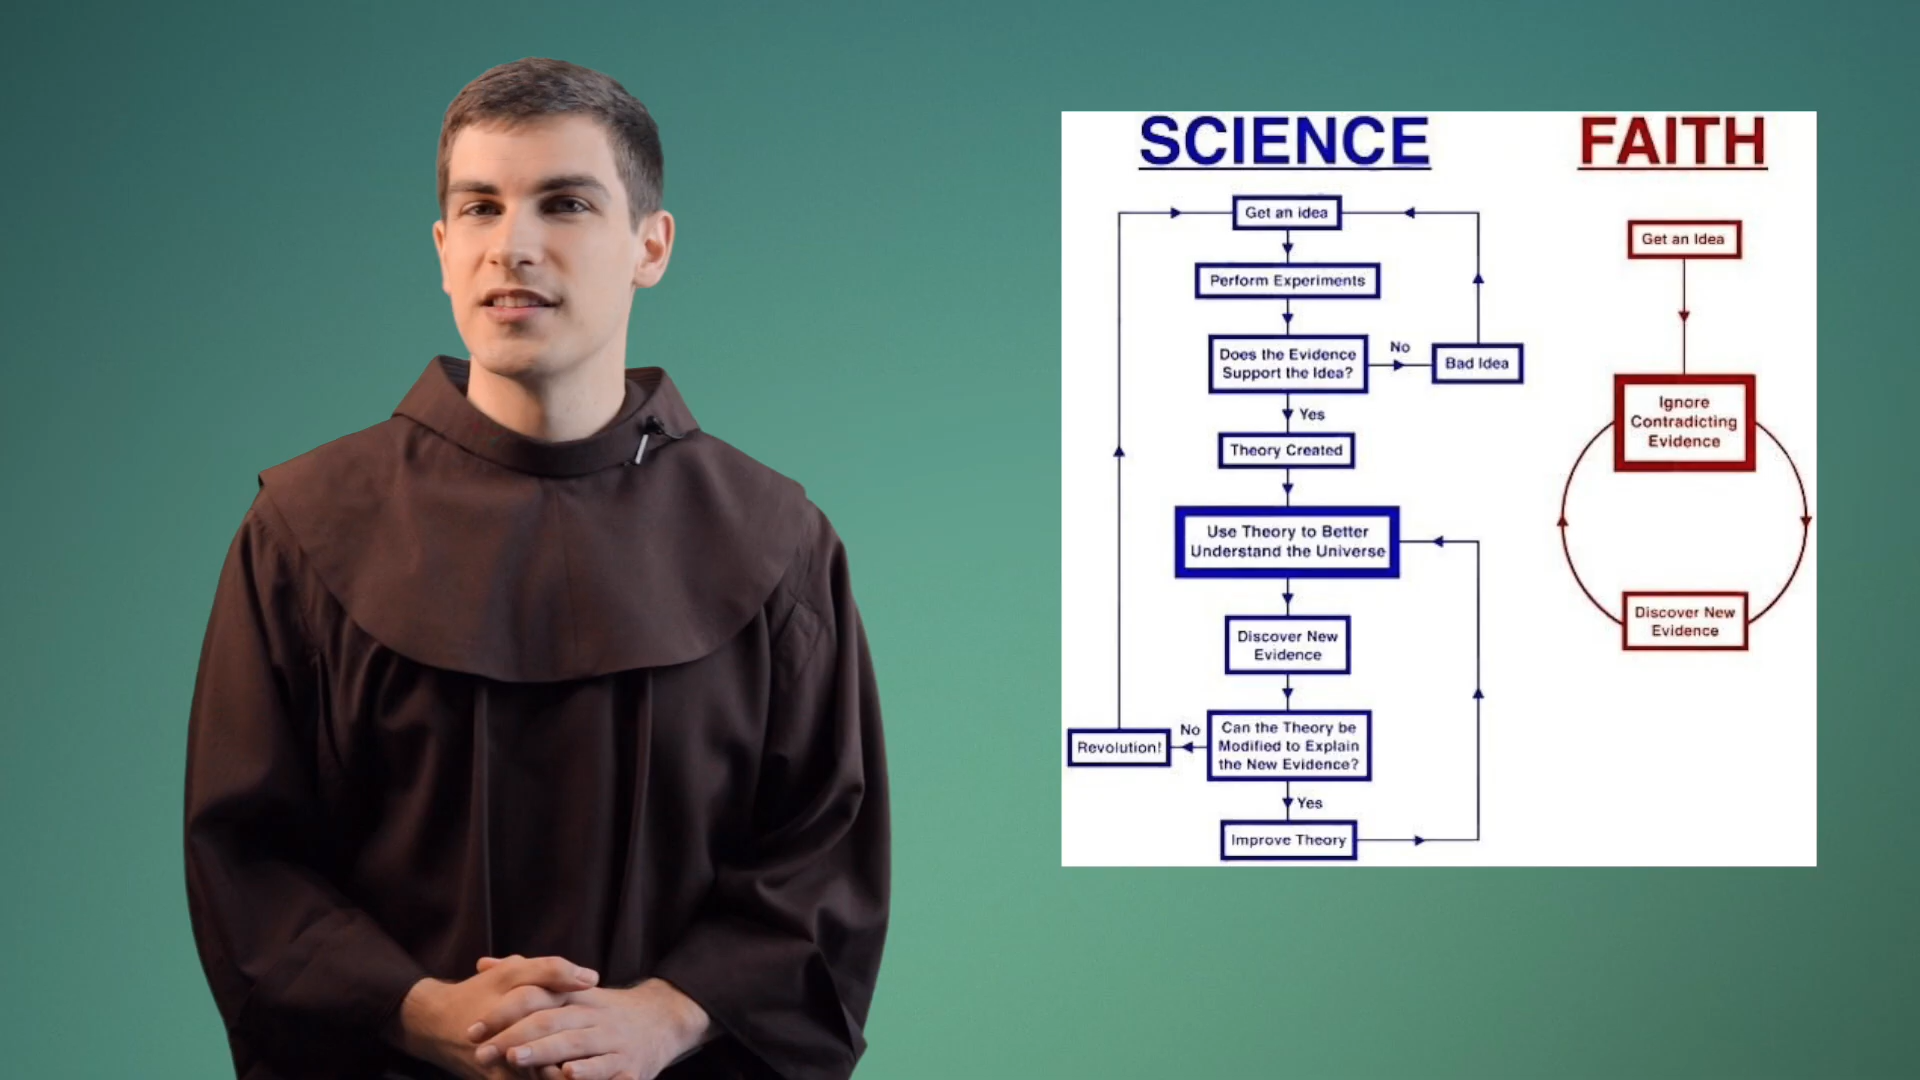 SCIENCE
Get an idea
Perform Experiments
Does the Evidence
Support the Idea?
No
Bad Idea
Yes
Theory Created
Use Theory to Better
Understand the Universe
Discover New
Evidence
Can the Theory be
Modified to Explain
the New Evidence?
No
Revolution!
Yes
Improve Theory
FAITH
Get an Idea
Ignore
Contradicting
Evidence
Discover New
Evidence